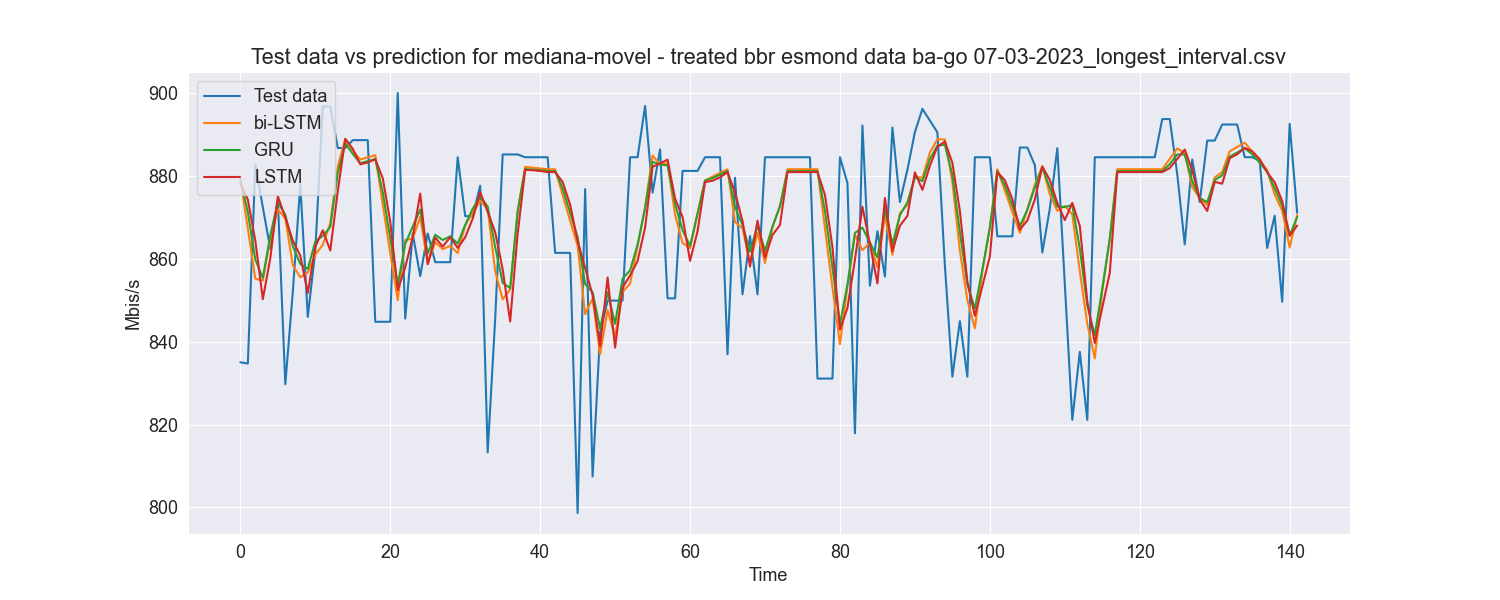 Test data vs prediction for mediana-movel - treated bbr esmond data ba-go 07-03-2023_longest_interval.csv
Test data
bi-LSTM
GRU
LSTM
Mbis/s
900
880
860
840
820
800
0 20 40 60 80 100 120 140
Time